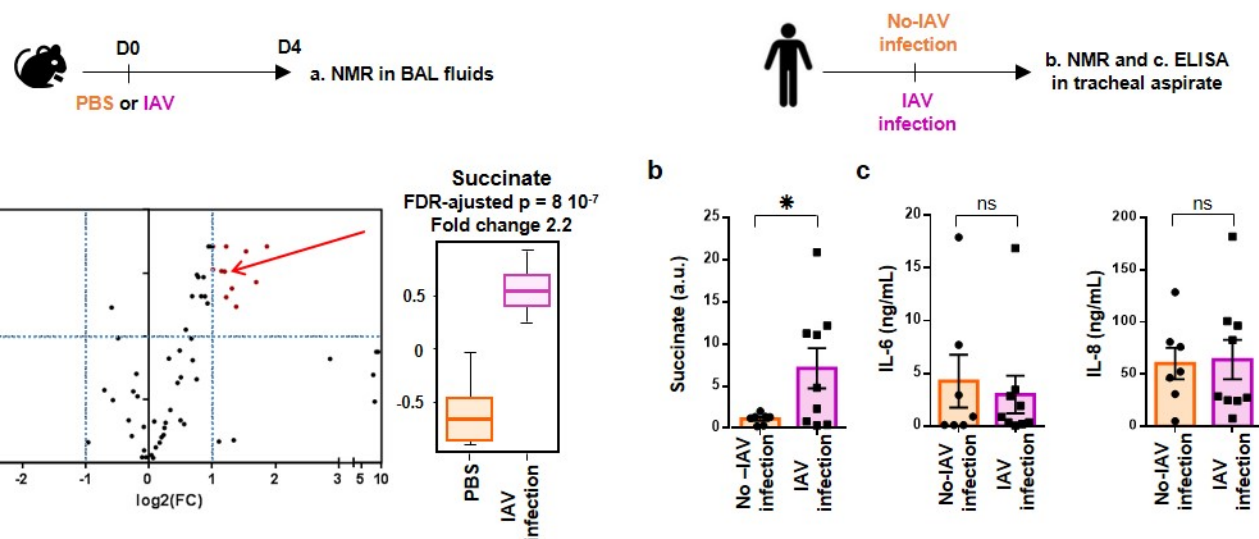 D0
D4
a. NMR in BAL fluids
PBS or IAV
No-IAV
infection
IAV
infection
b. NMR and c. ELISA
in tracheal aspirate
Succinate
FDR-ajusted p = 8 10-7
Fold change 2.2
0.5
0
-0.5
PBS
IAV
nfection
-2
-1
0
1
2
3
5
10
log2(FC)
b
*
25
20
15
10
5
0
Succinate (a.u.)
No –IAV
infection
IAV
infection
c
ns
20
15
10
5
0
IL-6 (ng/mL)
No-IAV
infection
IAV
infection
ns
200
150
100
50
0
IL-8 (ng/mL)
No-IAV
infection
IAV
infection